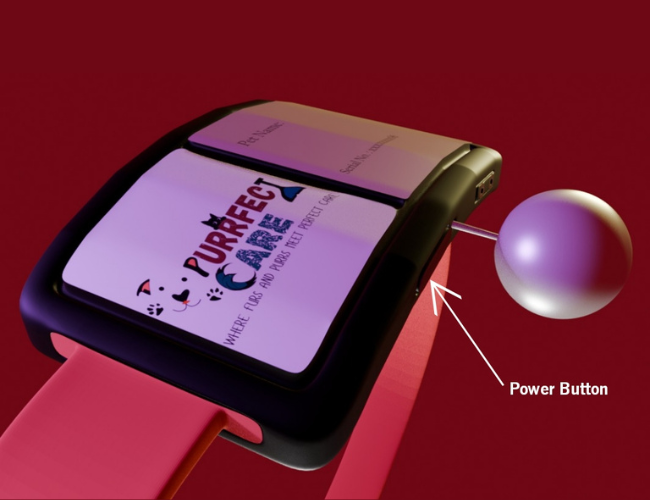 Pet Name:
Serial No.:
PURRFECT
CARE
WHERE FURS AND PURRS MEET PERFECT CARE
Power Button